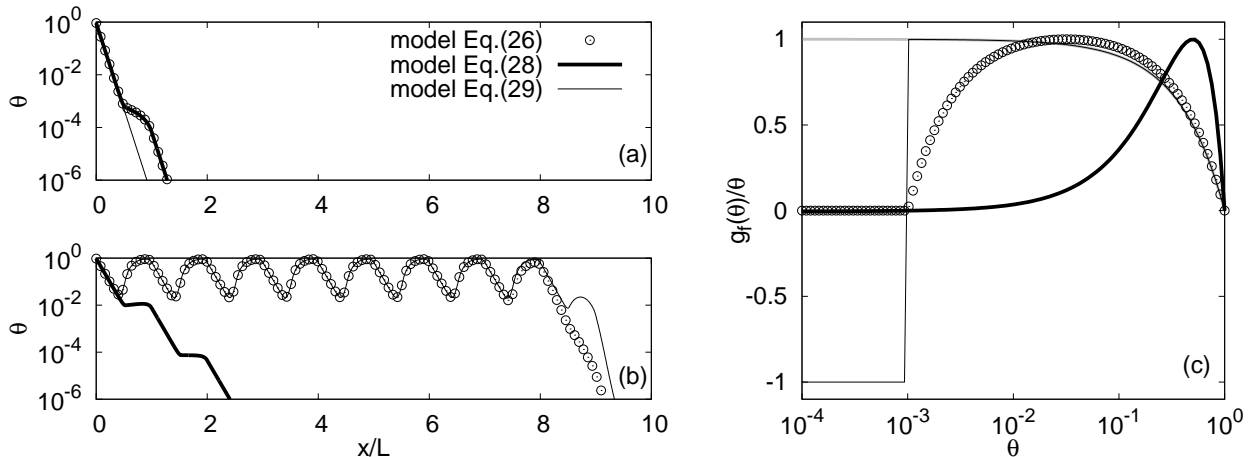 10^0
10^-2
10^-4
10^-6
θ
model Eq.(26)
model Eq.(28)
model Eq.(29)
(a)
0 2 4 6 8 10
10^0
10^-2
10^-4
10^-6
θ
(b)
0 2 4 6 8 10
x/L
1
0.5
0
-0.5
-1
g_f(θ)/θ
(c)
10^-4 10^-3 10^-2 10^-1 10^0
θ